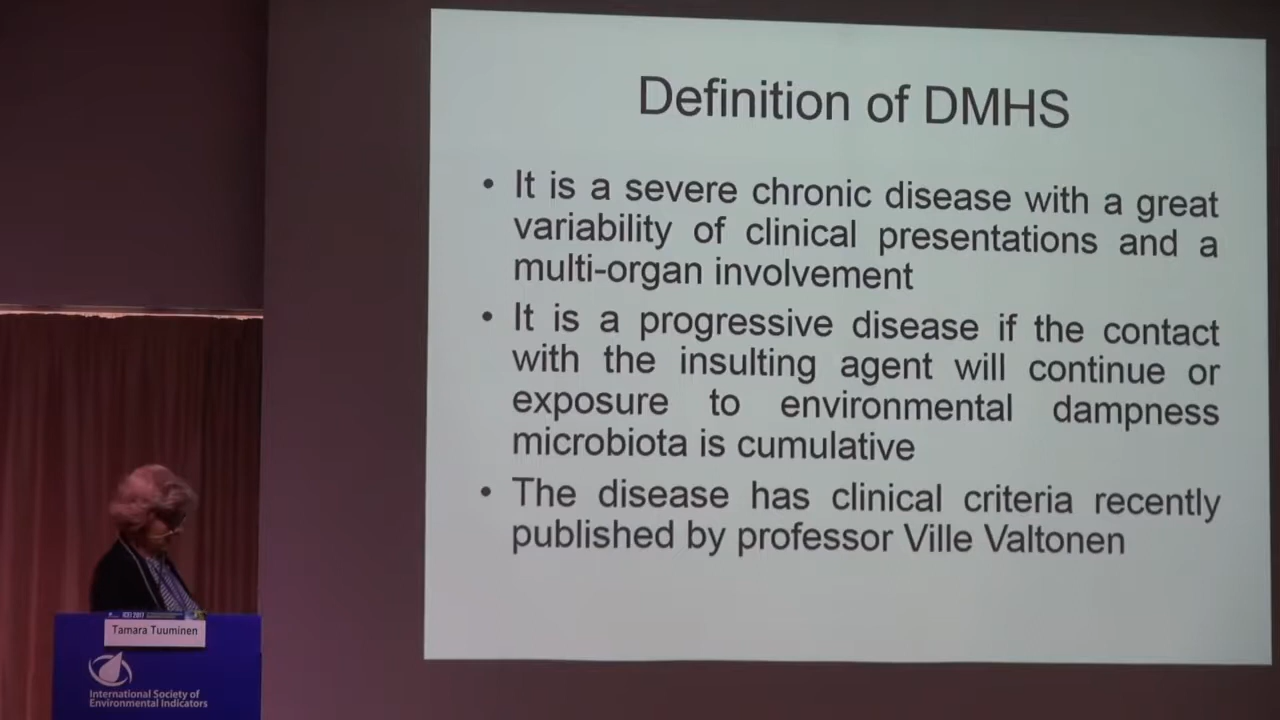 Definition of DMHS
• It is a severe chronic disease with a great
variability of clinical presentations and a
multi-organ involvement
• It is a progressive disease if the contact
with the insulting agent will continue or
exposure to environmental dampness
microbiota is cumulative
• The disease has clinical criteria recently
published by professor Ville Valtonen
ICEI 2017
Tamara Tuuminen
International Society of
Environmental Indicators